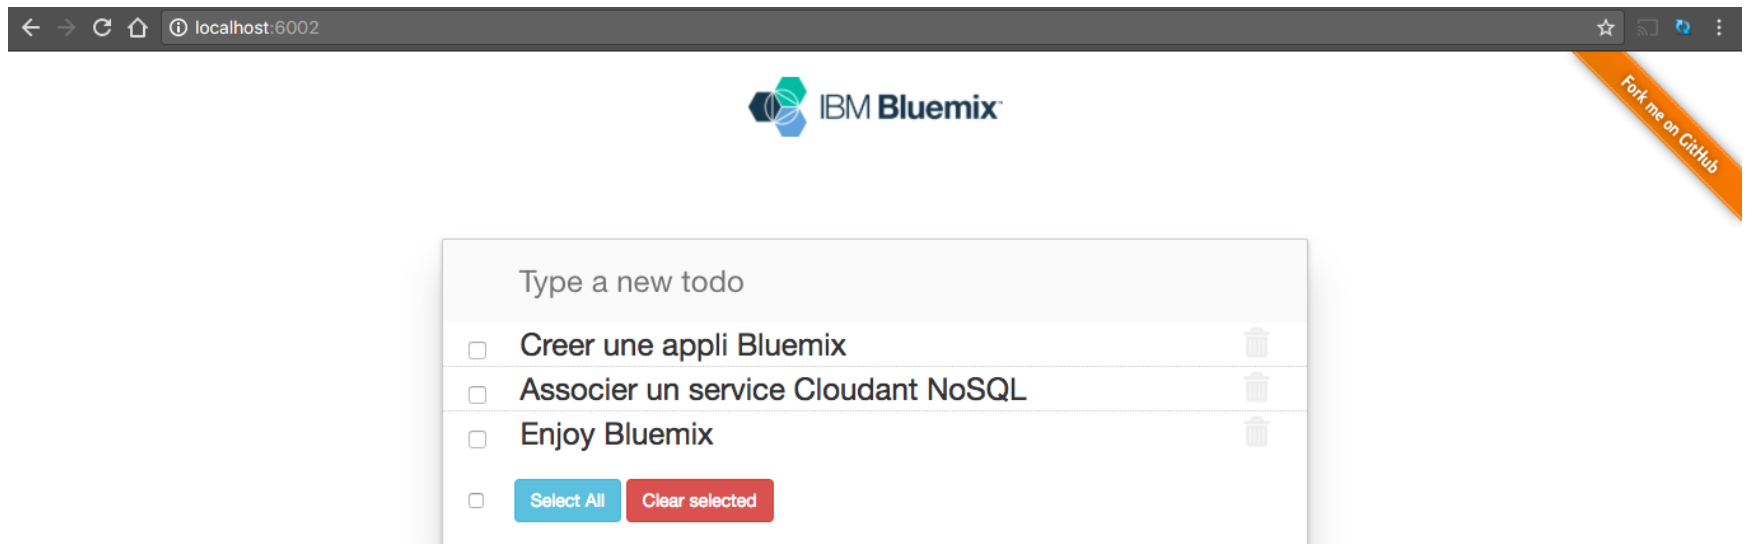 localhost:6002
IBM Bluemix™
Fork me on GitHub
Type a new todo
Creer une appli Bluemix
Associer un service Cloudant NoSQL
Enjoy Bluemix
Select All
Clear selected